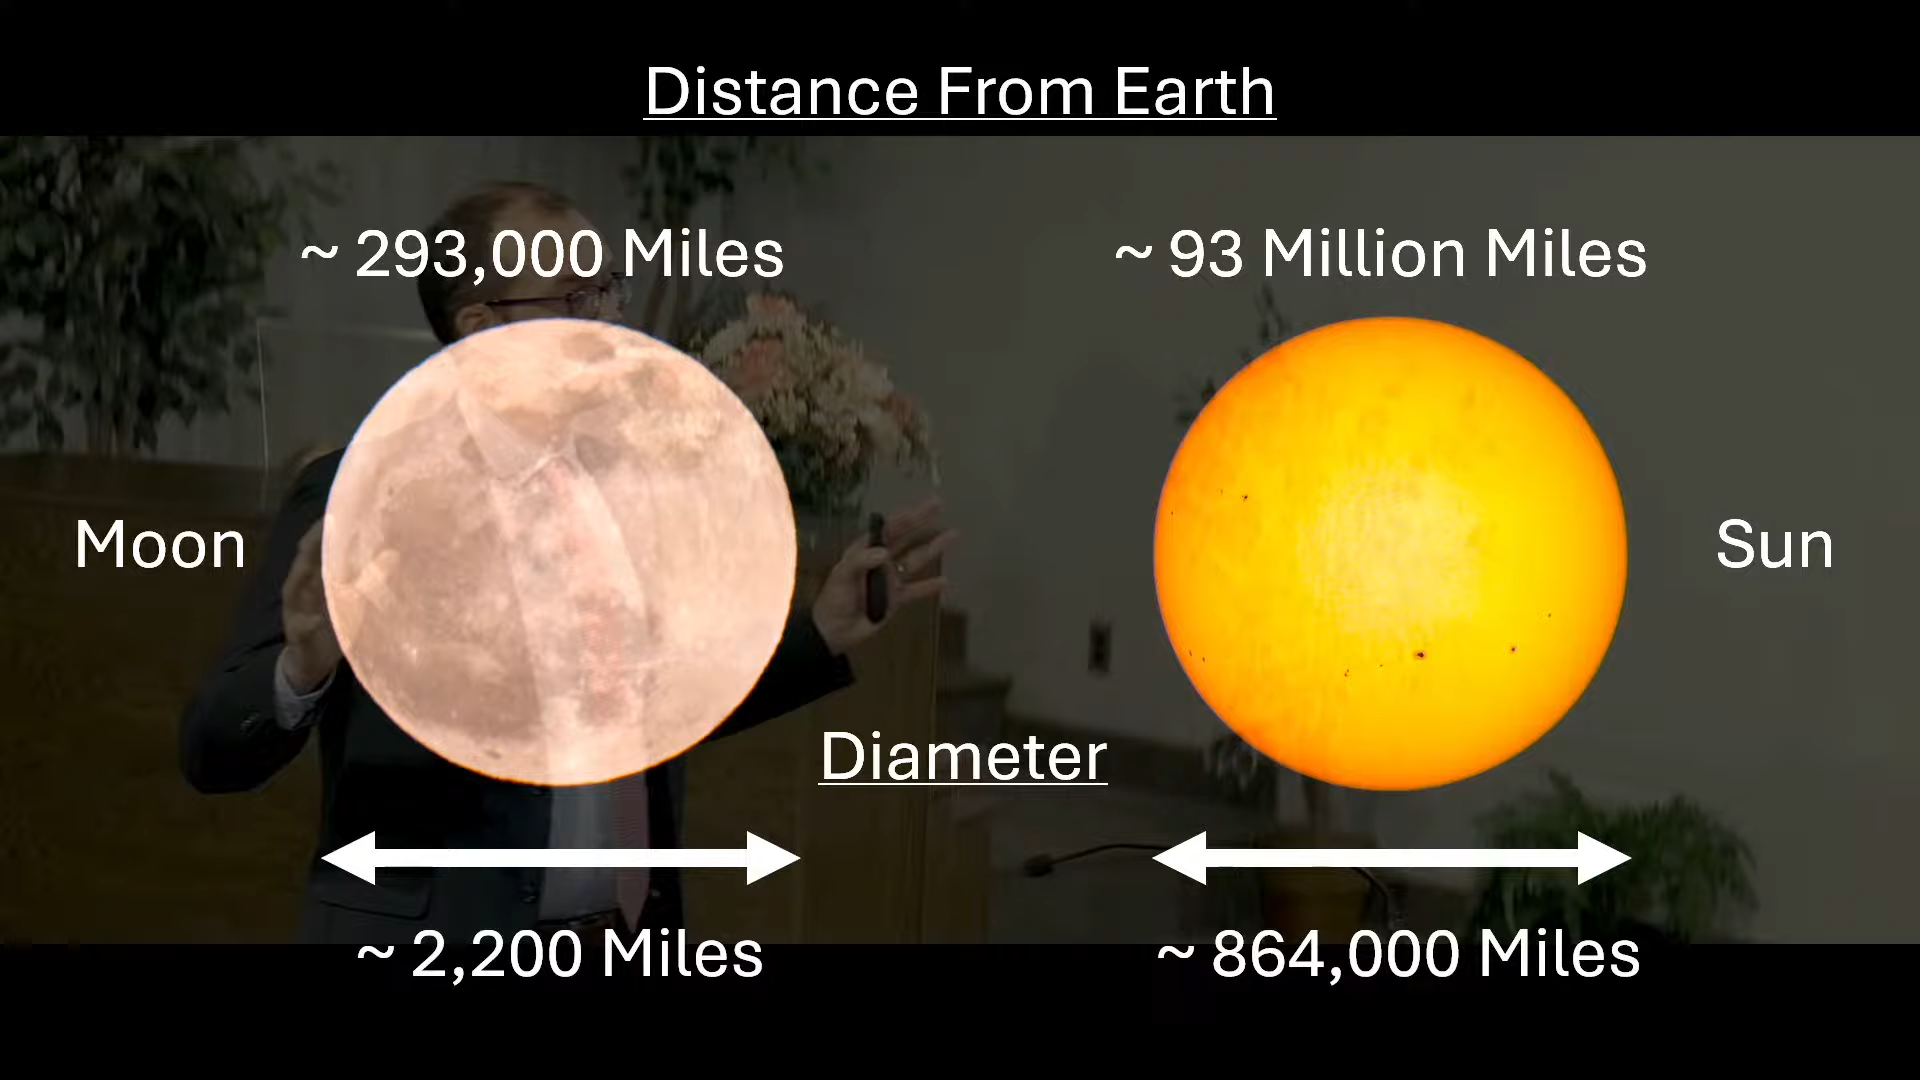 Distance From Earth
~ 293,000 Miles
~ 93 Million Miles
Moon
Sun
Diameter
~ 2,200 Miles
~ 864,000 Miles